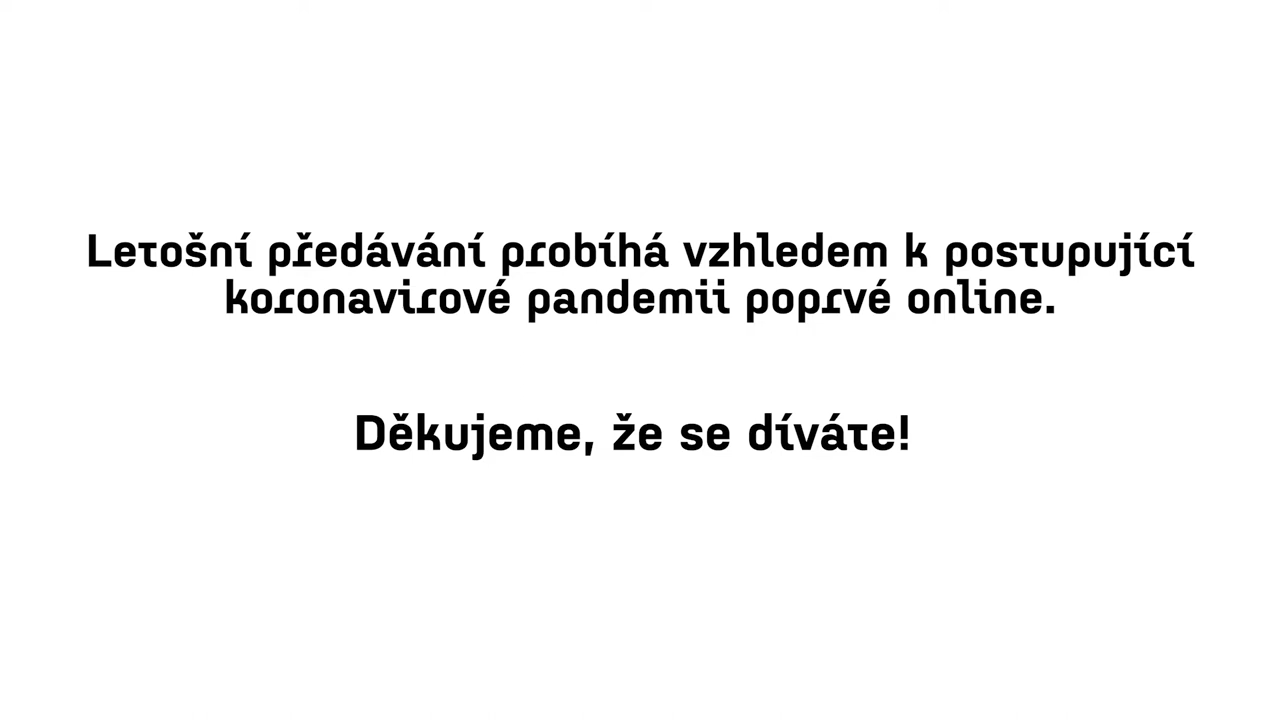 Letošní předávání probíhá vzhledem k postupující
koronavirové pandemii poprvé online.
Děkujeme, že se díváte!